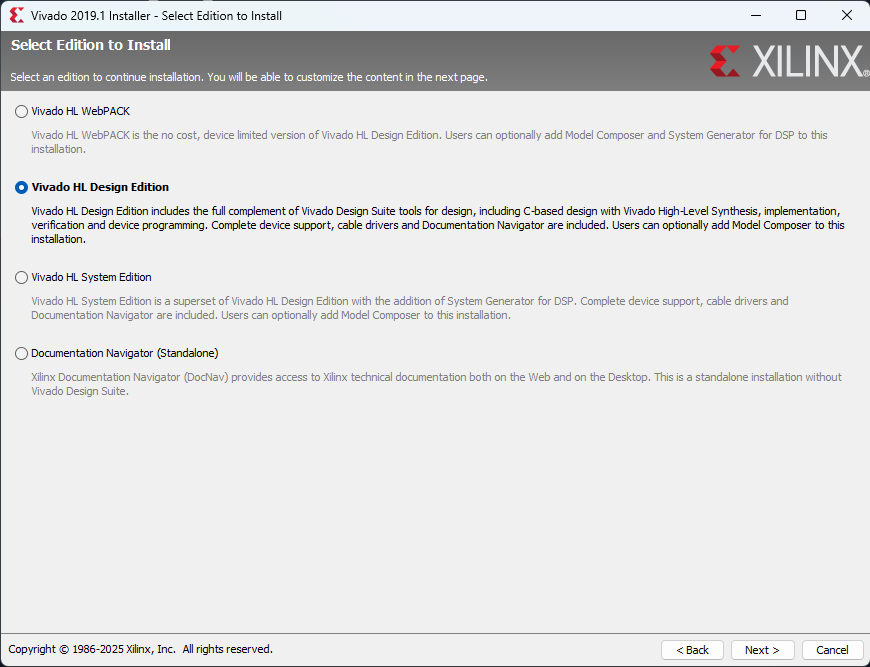 Vivado 2019.1 Installer - Select Edition to Install
Select Edition to Install
Select an edition to continue installation. You will be able to customize the content in the next page.
XILINX®
Vivado HL WebPACK
Vivado HL WebPACK is the no cost, device limited version of Vivado HL Design Edition. Users can optionally add Model Composer and System Generator for DSP to this
installation.
Vivado HL Design Edition
Vivado HL Design Edition includes the full complement of Vivado Design Suite tools for design, including C-based design with Vivado High-Level Synthesis, implementation,
verification and device programming. Complete device support, cable drivers and Documentation Navigator are included. Users can optionally add Model Composer to this
installation.
Vivado HL System Edition
Vivado HL System Edition is a superset of Vivado HL Design Edition with the addition of System Generator for DSP. Complete device support, cable drivers and
Documentation Navigator are included. Users can optionally add Model Composer to this installation.
Documentation Navigator (Standalone)
Xilinx Documentation Navigator (DocNav) provides access to Xilinx technical documentation both on the Web and on the Desktop. This is a standalone installation without
Vivado Design Suite.
Copyright © 1986-2025 Xilinx, Inc. All rights reserved.
< Back
Next >
Cancel